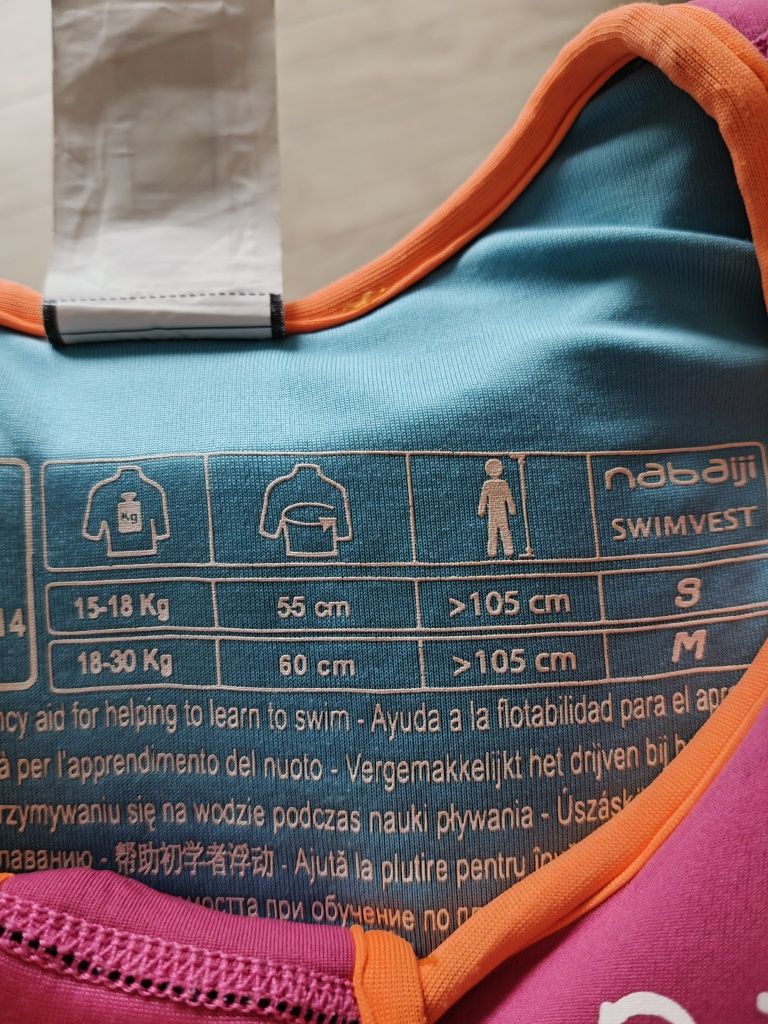 nabaiji
Kg
SWIMVEST
15-18 Kg 55 cm >105 cm S
14
18-30 Kg 60 cm >105 cm M
aid for helping to learn to swim - Ayuda a la flotabilidad para el
per l'apprendimento del nuoto - Vergemakkelijkt het drijven bij
się na wodzie podczas nauki pływania -
- 帮助初学者浮动 - Ajută la plutire pentru
при обучение по